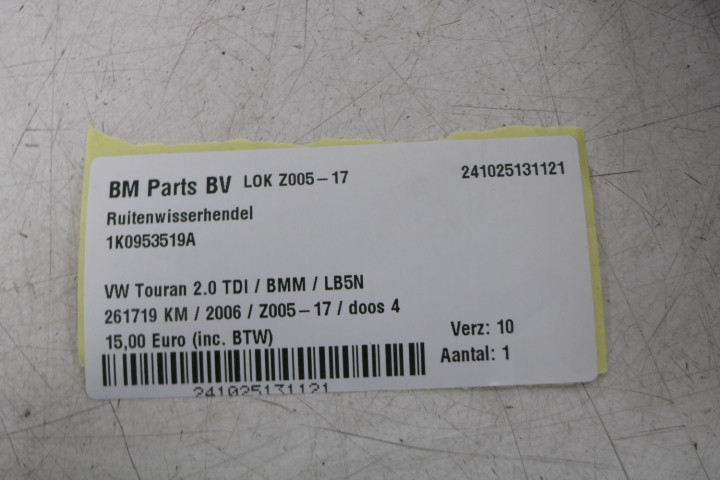 BM Parts BV LOK Z005-17 241025131121
Ruitenwisserhendel
1K0953519A
VW Touran 2.0 TDI / BMM / LB5N
261719 KM / 2006 / Z005-17 / doos 4
15,00 Euro (inc. BTW)
Verz: 10
Aantal: 1
241025131121